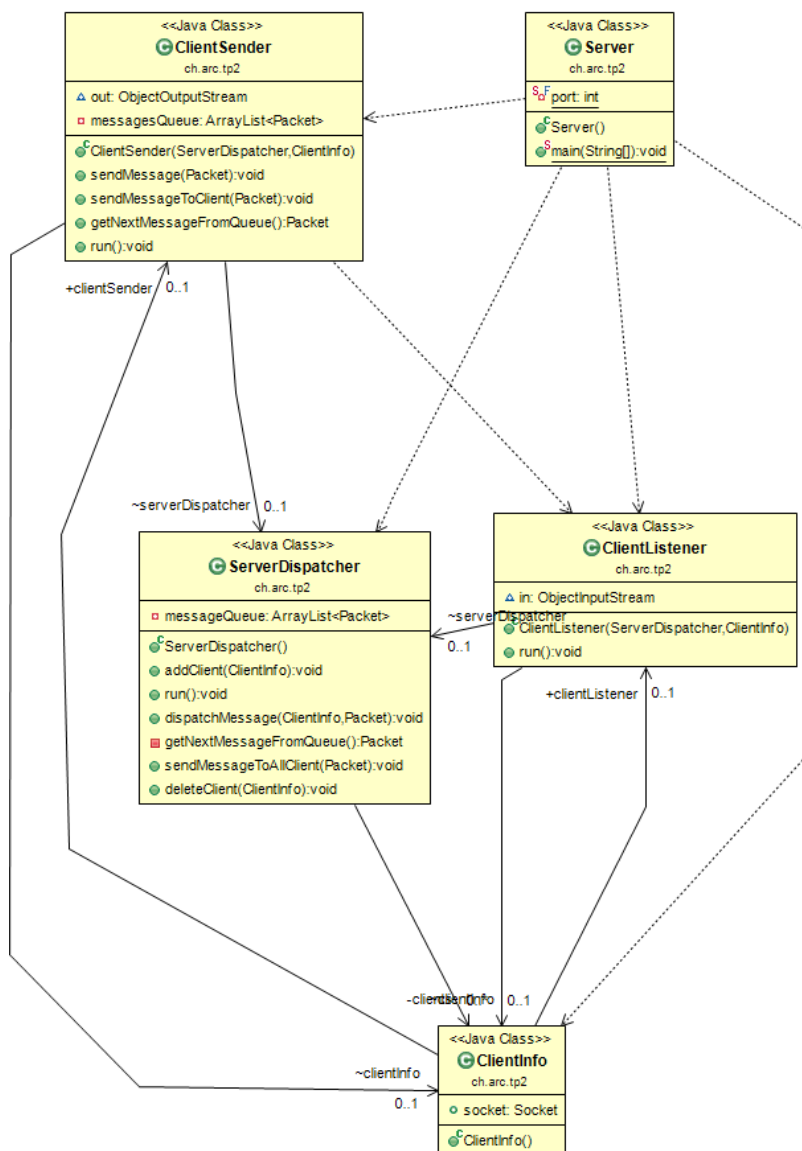 <<Java Class>>
ClientSender
ch.arc.tp2
out: ObjectOutputStream
messagesQueue: ArrayList<Packet>
ClientSender(ServerDispatcher,ClientInfo)
sendMessage(Packet):void
sendMessageToClient(Packet):void
getNextMessageFromQueue():Packet
run():void
<<Java Class>>
Server
ch.arc.tp2
port: int
Server()
main(String[]):void
+clientSender 0..1
~serverDispatcher 0..1
<<Java Class>>
ServerDispatcher
ch.arc.tp2
messageQueue: ArrayList<Packet>
ServerDispatcher()
addClient(ClientInfo):void
run():void
dispatchMessage(ClientInfo,Packet):void
getNextMessageFromQueue():Packet
sendMessageToAllClient(Packet):void
deleteClient(ClientInfo):void
<<Java Class>>
ClientListener
ch.arc.tp2
in: ObjectInputStream
ClientListener(ServerDispatcher,ClientInfo)
run():void
~serverDispatcher
0..1
+clientListener 0..1
0..1
~clientInfo
0..1
<<Java Class>>
ClientInfo
ch.arc.tp2
socket: Socket
ClientInfo()